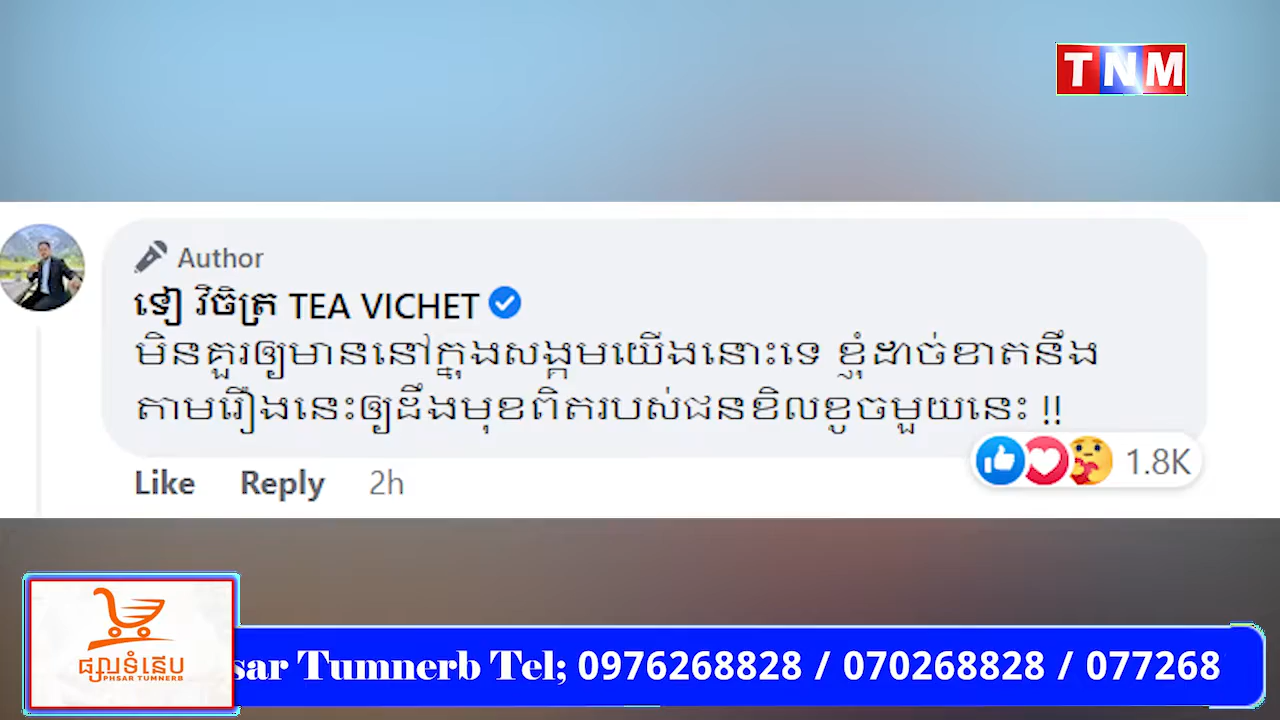 TNM
Author
ទៀ វិចិត្រ TEA VICHET
មិនគួរឲ្យមាននៅក្នុងសង្គមយើងនោះទេ ខ្ញុំដាច់ខាតនឹង
តាមរឿងនេះឲ្យដឹងមុខពិតរបស់ជនខិលខូចមួយនេះ !!
Like Reply 2h
1.8K
ផ្សារទំនើប
PHSAR TUMNERB
sar Tumnerb Tel; 0976268828 / 070268828 / 077268